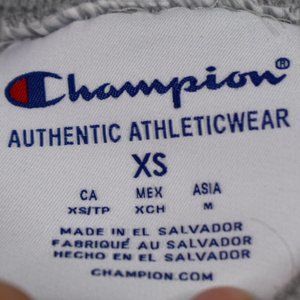 Champion®
AUTHENTIC ATHLETICWEAR
XS
CA MEX ASIA
XS/TP XCH M
MADE IN EL SALVADOR
FABRIQUÉ AU EL SALVADOR
HECHO EN EL SALVADOR
CHAMPION.COM